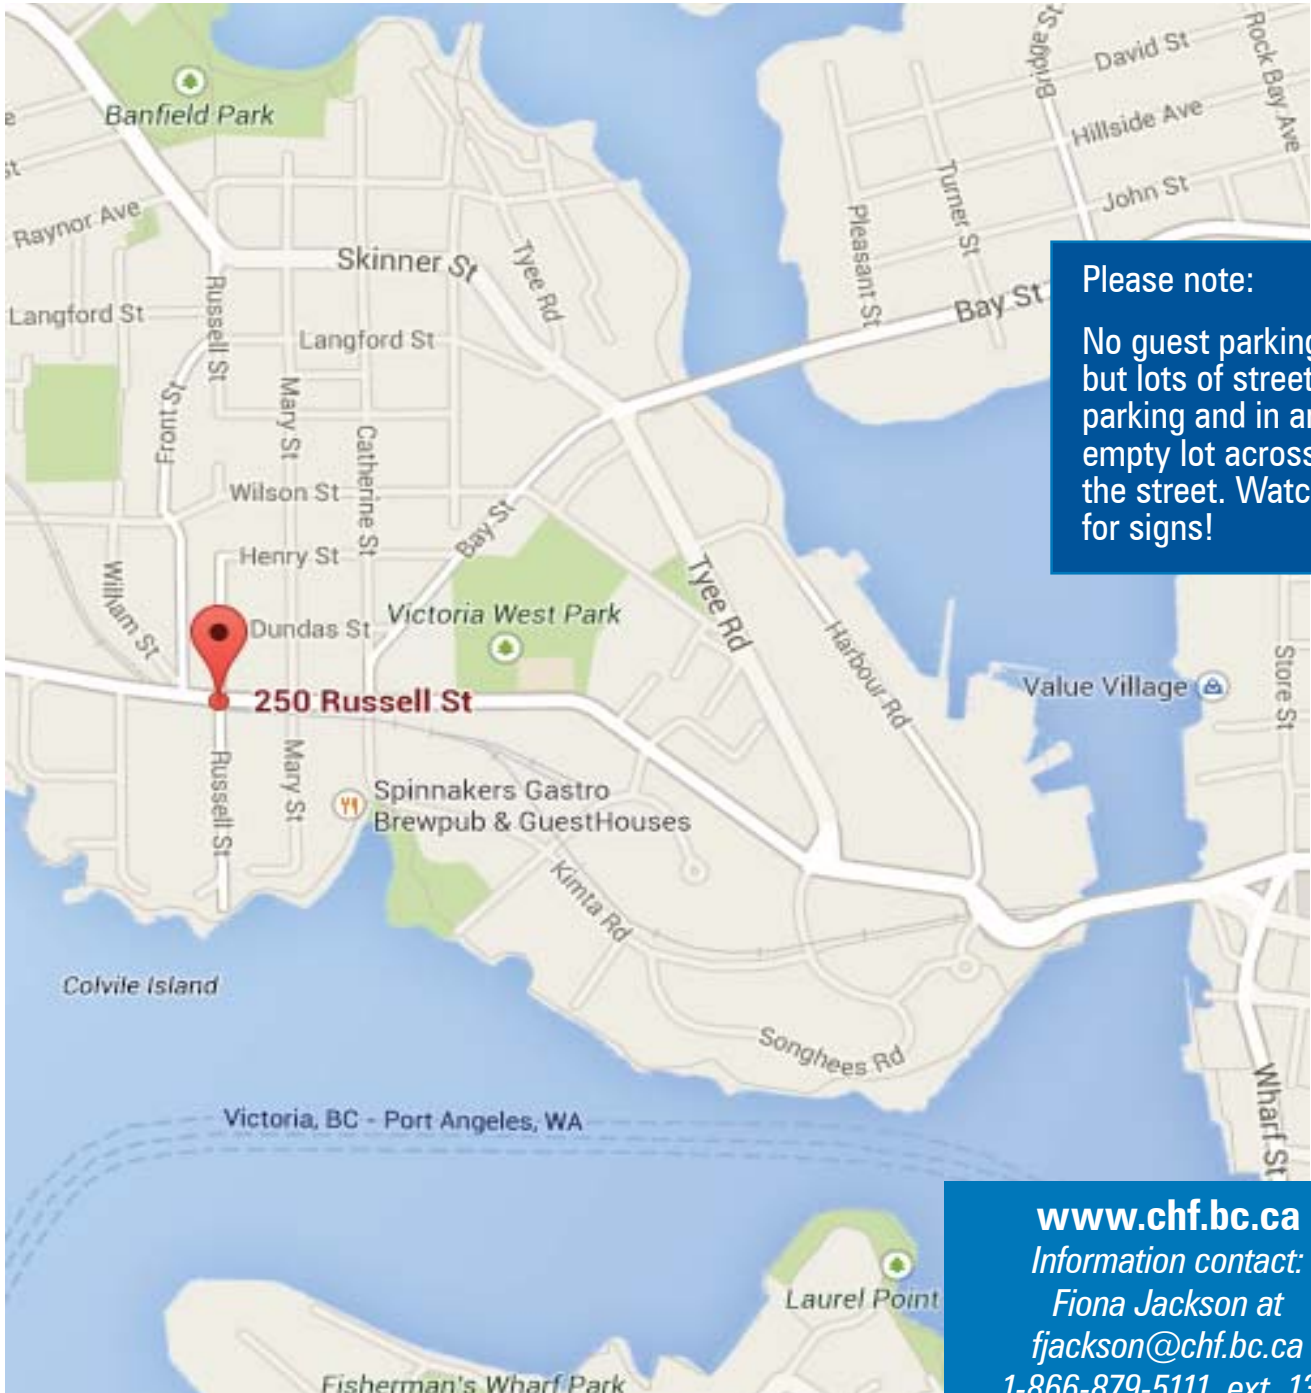 Banfield Park
Raynor Ave
Langford St
Russell St
Skinner St
Tyee Rd
Langford St
Front St
Mary St
Catherine St
Wilson St
Henry St
Bay St
William St
Dundas St
Victoria West Park
Tyee Rd
Harbour Rd
250 Russell St
Russell St
Mary St
Spinnakers Gastro
Brewpub & GuestHouses
Kimta Rd
Songhees Rd
Colvile Island
Victoria, BC - Port Angeles, WA
Laurel Point
Fisherman's Wharf Park
Bridge St
David St
Rock Bay Ave
Hillside Ave
Turner St
John St
Pleasant St
Bay St
Please note:
No guest parking
but lots of street
parking and in
empty lot across
the street.
for signs!
Value Village
Store St
Wharf St
www.chf.bc.ca
Information contact:
Fiona Jackson at
fjackson@chf.bc.ca
1-866-879-5111, ext.